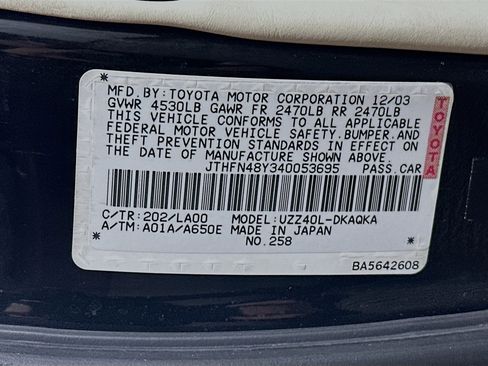 MFD. BY: TOYOTA MOTOR CORPORATION 12/03
GVWR 4530LB GAWR FR 2470LB RR 2470LB
THIS VEHICLE CONFORMS TO ALL APPLICABLE
FEDERAL MOTOR VEHICLE SAFETY, BUMPER, AND
THEFT PREVENTION STANDARDS IN EFFECT ON
THE DATE OF MANUFACTURE SHOWN ABOVE.
JTHFN48Y340053695 PASS. CAR
TOYOTA
C/TR: 202/LA00 MODEL: UZZ40L-DKAQKA
A/TM: A01A/A650E MADE IN JAPAN
NO. 258
BA5642608